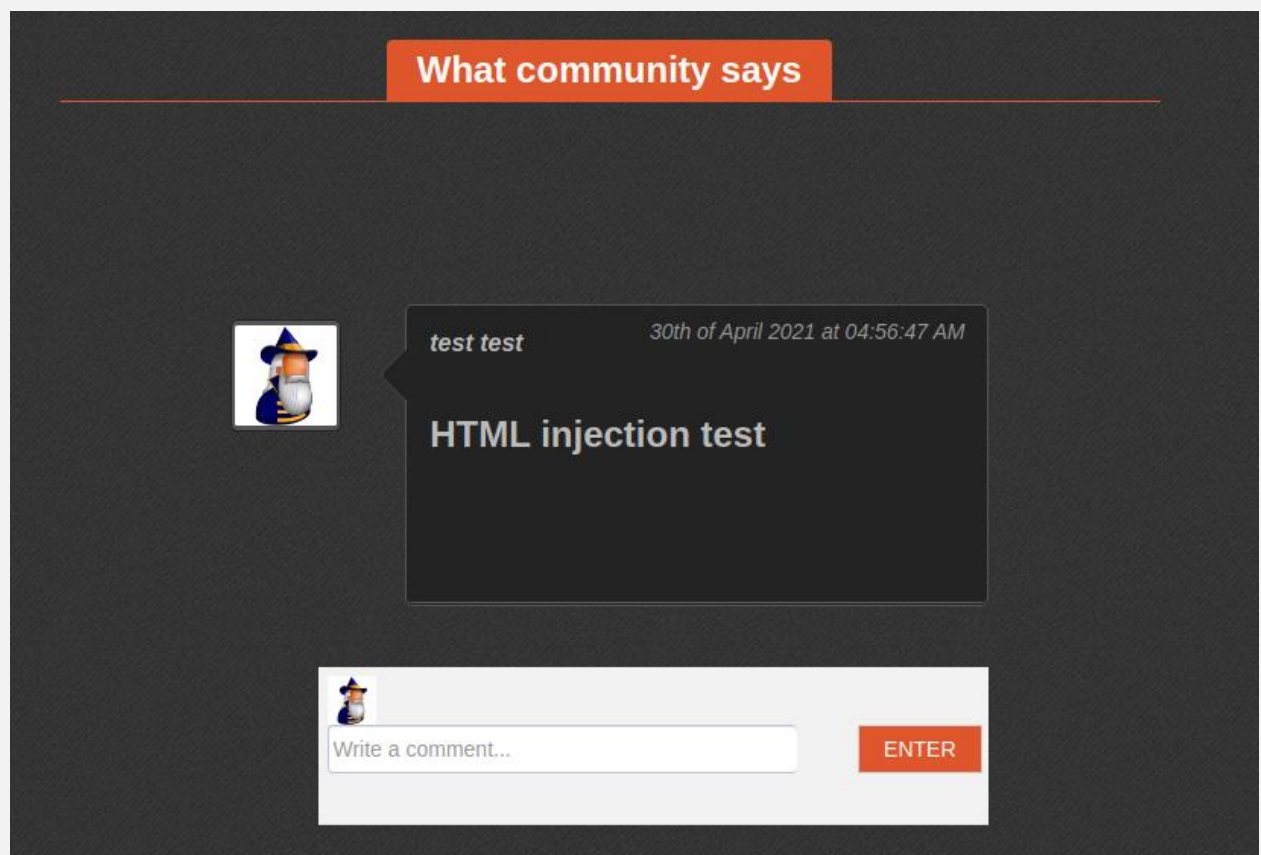 What community says
test test
30th of April 2021 at 04:56:47 AM
HTML injection test
Write a comment...
ENTER